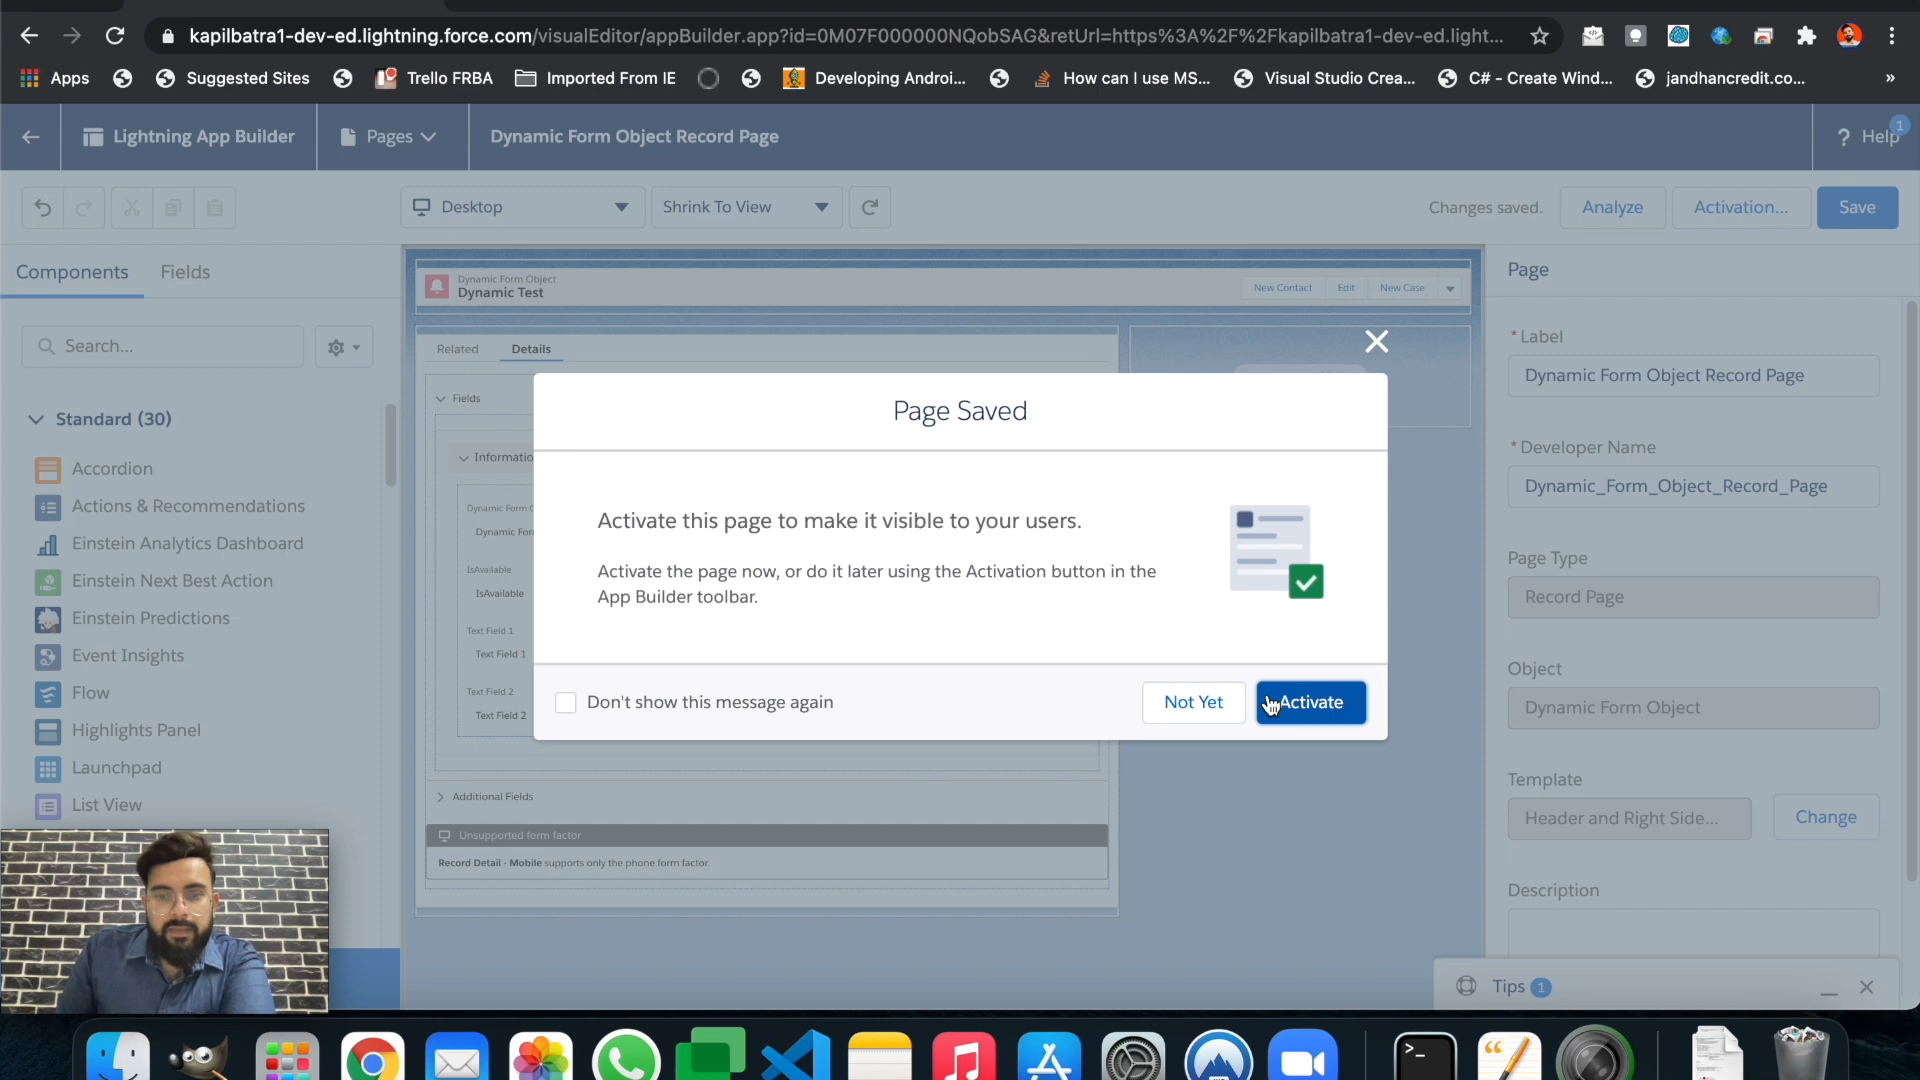 kapilbatra1-dev-ed.lightning.force.com/visualEditor/appBuilder.app?id=0M07F000000NQobSAG&retUrl=https%3A%2F%2Fkapilbatra1-dev-ed.light...
Apps
Suggested Sites
Trello FRBA
Imported From IE
Developing Androi...
How can I use MS...
Visual Studio Crea...
C# - Create Wind...
jandhancredit.co...
»
Lightning App Builder
Pages
Dynamic Form Object Record Page
? Help
1
Desktop
Shrink To View
Changes saved.
Analyze
Activation...
Save
Components
Fields
Search...
Standard (30)
Accordion
Actions & Recommendations
Einstein Analytics Dashboard
Einstein Next Best Action
Einstein Predictions
Event Insights
Flow
Highlights Panel
Launchpad
List View
Dynamic Form Object
Dynamic Test
New Contact
Edit
New Case
Related
Details
Fields
Informatio
Dynamic Form
Dynamic For
IsAvailable
IsAvailable
Text Field 1
Text Field 1
Text Field 2
Text Field 2
Additional Fields
Unsupported form factor
Record Detail - Mobile supports only the phone form factor.
Page Saved
Activate this page to make it visible to your users.
Activate the page now, or do it later using the Activation button in the
App Builder toolbar.
Don't show this message again
Not Yet
Activate
Page
* Label
Dynamic Form Object Record Page
* Developer Name
Dynamic_Form_Object_Record_Page
Page Type
Record Page
Object
Dynamic Form Object
Template
Header and Right Side...
Change
Description
Tips 1